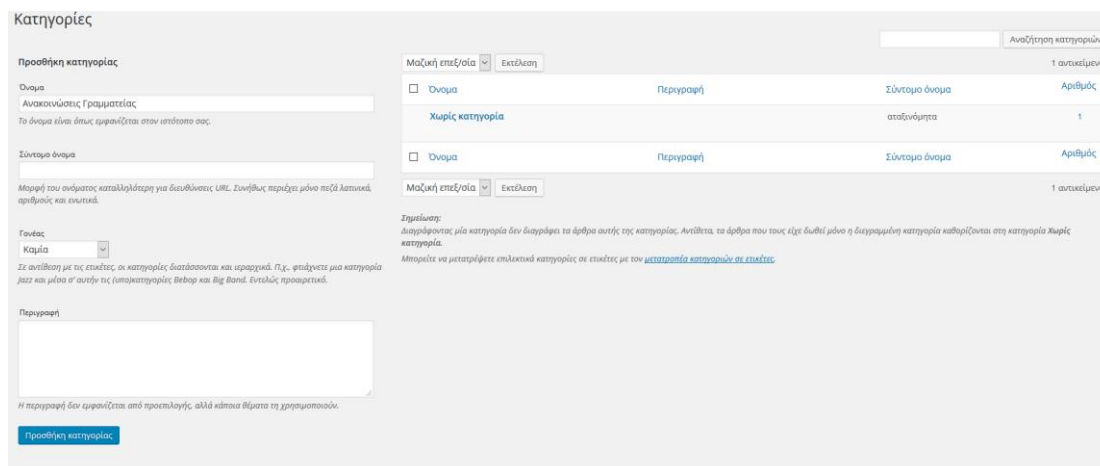 Κατηγορίες
Αναζήτηση κατηγοριών
Προσθήκη κατηγορίας
Όνομα
Ανακοινώσεις Γραμματείας
Το όνομα είναι όπως εμφανίζεται στον ιστότοπο σας.
Σύντομο όνομα
Μορφή του ονόματος καταλληλότερη για διευθύνσεις URL. Συνήθως περιέχει μόνο πεζά λατινικά,
αριθμούς και ενωτικά.
Γονέας
Καμία
Σε αντίθεση με τις ετικέτες, οι κατηγορίες διατάσσονται και ιεραρχικά. Π.χ., φτιάχνετε μια κατηγορία
Jazz και μέσα σ' αυτήν τις (υπο)κατηγορίες Bebop και Big Band. Εντελώς προαιρετικό.
Περιγραφή
Η περιγραφή δεν εμφανίζεται από προεπιλογής, αλλά κάποια θέματα τη χρησιμοποιούν.
Προσθήκη κατηγορίας
Μαζική επεξ/σία Εκτέλεση 1 αντικείμεν
Όνομα Περιγραφή Σύντομο όνομα Αριθμός
Χωρίς κατηγορία αταξινόμητα 1
Όνομα Περιγραφή Σύντομο όνομα Αριθμός
Μαζική επεξ/σία Εκτέλεση 1 αντικείμεν
Σημείωση:
Διαγράφοντας μία κατηγορία δεν διαγράφει τα άρθρα αυτής της κατηγορίας. Αντίθετα, τα άρθρα που τους είχε δωθεί μόνο η διεγραμμένη κατηγορία καθορίζονται στη κατηγορία Χωρίς
κατηγορία.
Μπορείτε να μετατρέψετε επιλεκτικά κατηγορίες σε ετικέτες με τον μετατροπέα κατηγοριών σε ετικέτες.